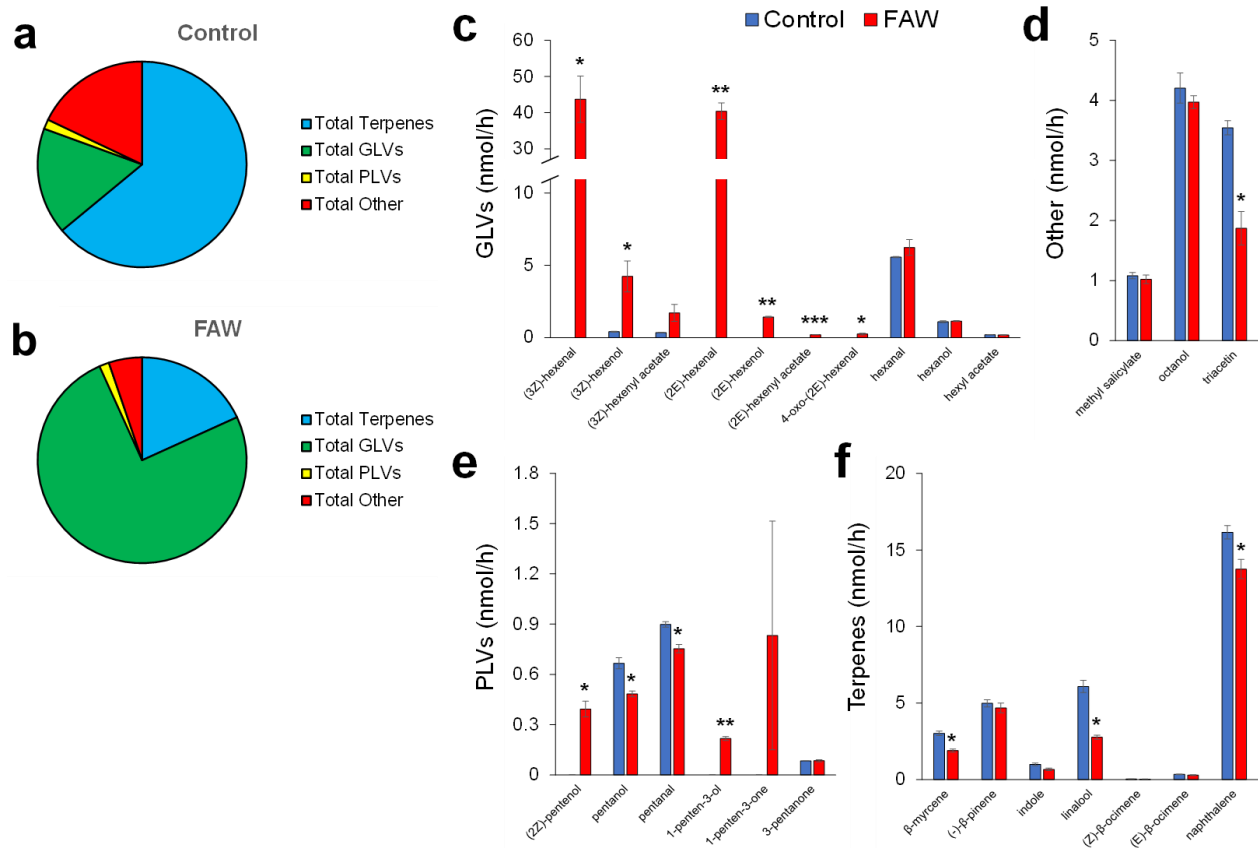 a
Control
Total Terpenes
Total GLVs
Total PLVs
Total Other
b
FAW
Total Terpenes
Total GLVs
Total PLVs
Total Other
c
Control
FAW
GLVs (nmol/h)
60
50
40
30
10
5
0
*
*
**
**
***
*
(3Z)-hexenal
(3Z)-hexenol
(3Z)-hexenyl acetate
(2E)-hexenal
(2E)-hexenol
(2E)-hexenyl acetate
4-oxo-(2E)-hexenal
hexanal
hexanol
hexyl acetate
d
Other (nmol/h)
5
4
3
2
1
0
*
methyl salicylate
octanol
triacetin
e
PLVs (nmol/h)
1.8
1.5
1.2
0.9
0.6
0.3
0
*
*
*
**
(2Z)-pentenol
pentanol
pentanal
1-penten-3-ol
1-penten-3-one
3-pentanone
f
Terpenes (nmol/h)
20
15
10
5
0
*
*
*
β-myrcene
(-)-β-pinene
indole
linalool
(Z)-β-ocimene
(E)-β-ocimene
naphthalene